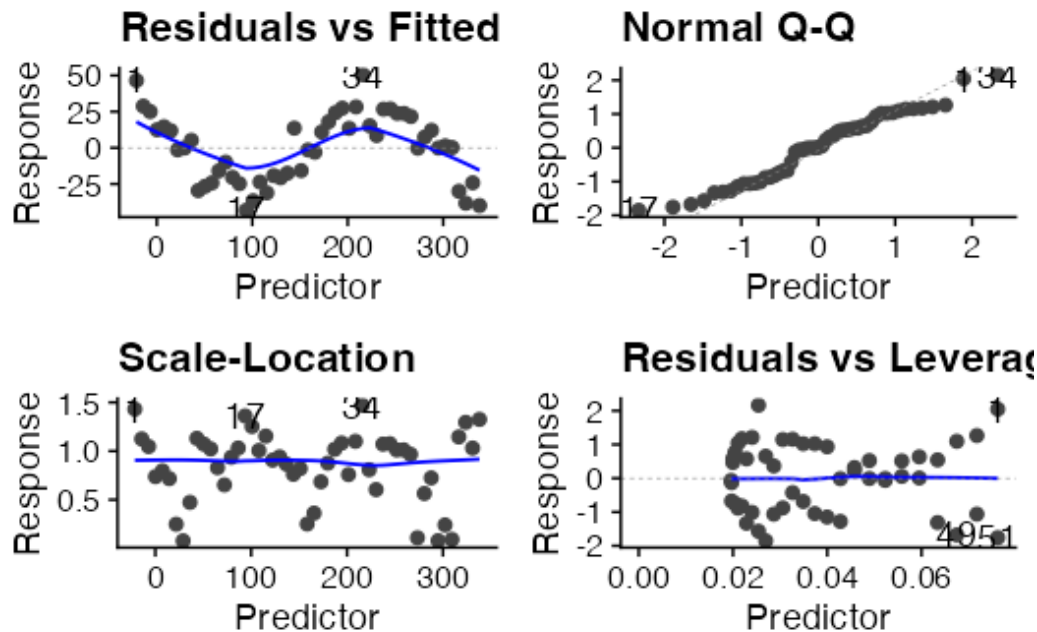 Residuals vs Fitted
Response
50
25
0
-25
1
34
17
0 100 200 300
Predictor
Normal Q-Q
Response
2
1
0
-1
-2
1 34
17
-2 -1 0 1 2
Predictor
Scale-Location
Response
1.5
1.0
0.5
1
17
34
0 100 200 300
Predictor
Residuals vs Leverag
Response
2
1
0
-1
-2
1
4951
0.00 0.02 0.04 0.06
Predictor